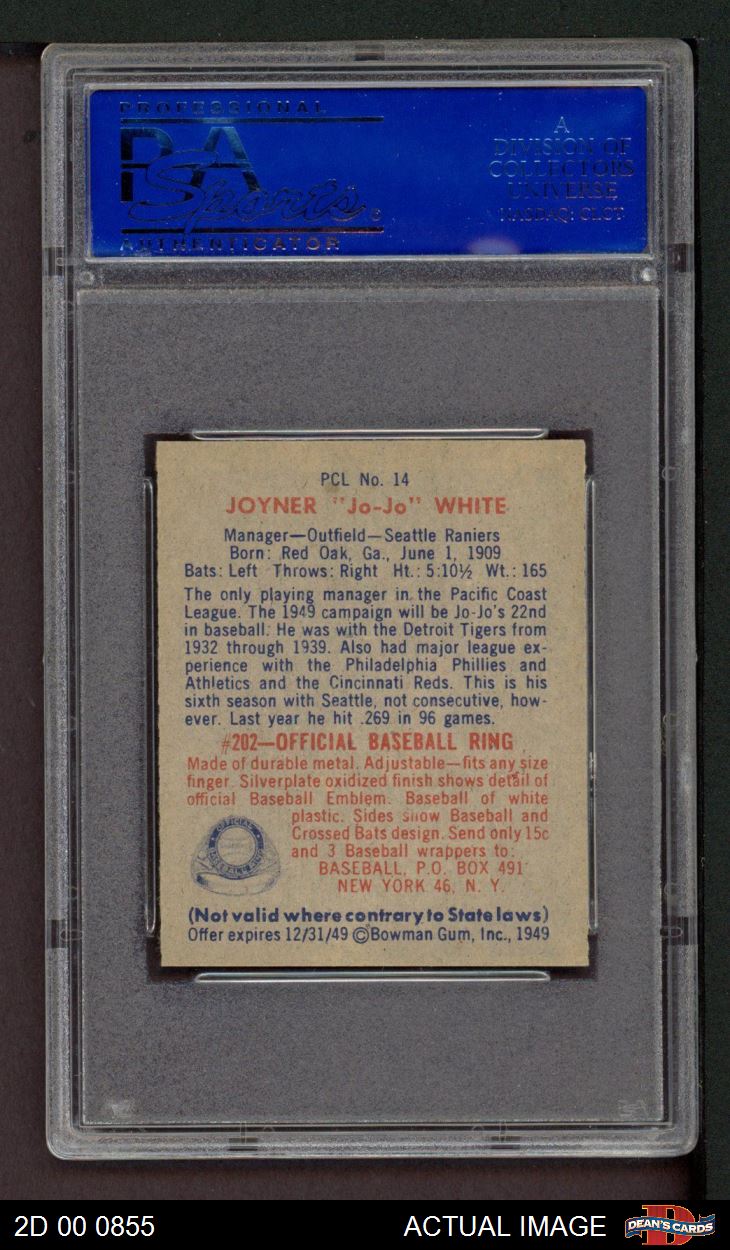 PROFESSIONAL
PSA
Sports
AUTHENTICATOR
A
DIVISION OF
COLLECTORS
UNIVERSE
NASDAQ: CLCT
PCL No. 14
JOYNER "Jo-Jo" WHITE
Manager—Outfield—Seattle Raniers
Born: Red Oak, Ga., June 1, 1909
Bats: Left Throws: Right Ht.: 5:10½ Wt.: 165
The only playing manager in the Pacific Coast
League. The 1949 campaign will be Jo-Jo's 22nd
in baseball. He was with the Detroit Tigers from
1932 through 1939. Also had major league ex-
perience with the Philadelphia Phillies and
Athletics and the Cincinnati Reds. This is his
sixth season with Seattle, not consecutive, how-
ever. Last year he hit .269 in 96 games.
#202—OFFICIAL BASEBALL RING
Made of durable metal. Adjustable—fits any size
finger. Silverplate oxidized finish shows detail of
official Baseball Emblem. Baseball of white
plastic. Sides show Baseball and
Crossed Bats design. Send only 15c
and 3 Baseball wrappers to:
BASEBALL, P.O. BOX 491
NEW YORK 46, N. Y.
OFFICIAL
BASEBALL RING
(Not valid where contrary to State laws)
Offer expires 12/31/49 ©Bowman Gum, Inc., 1949
2D 00 0855
ACTUAL IMAGE
DEAN'S CARDS